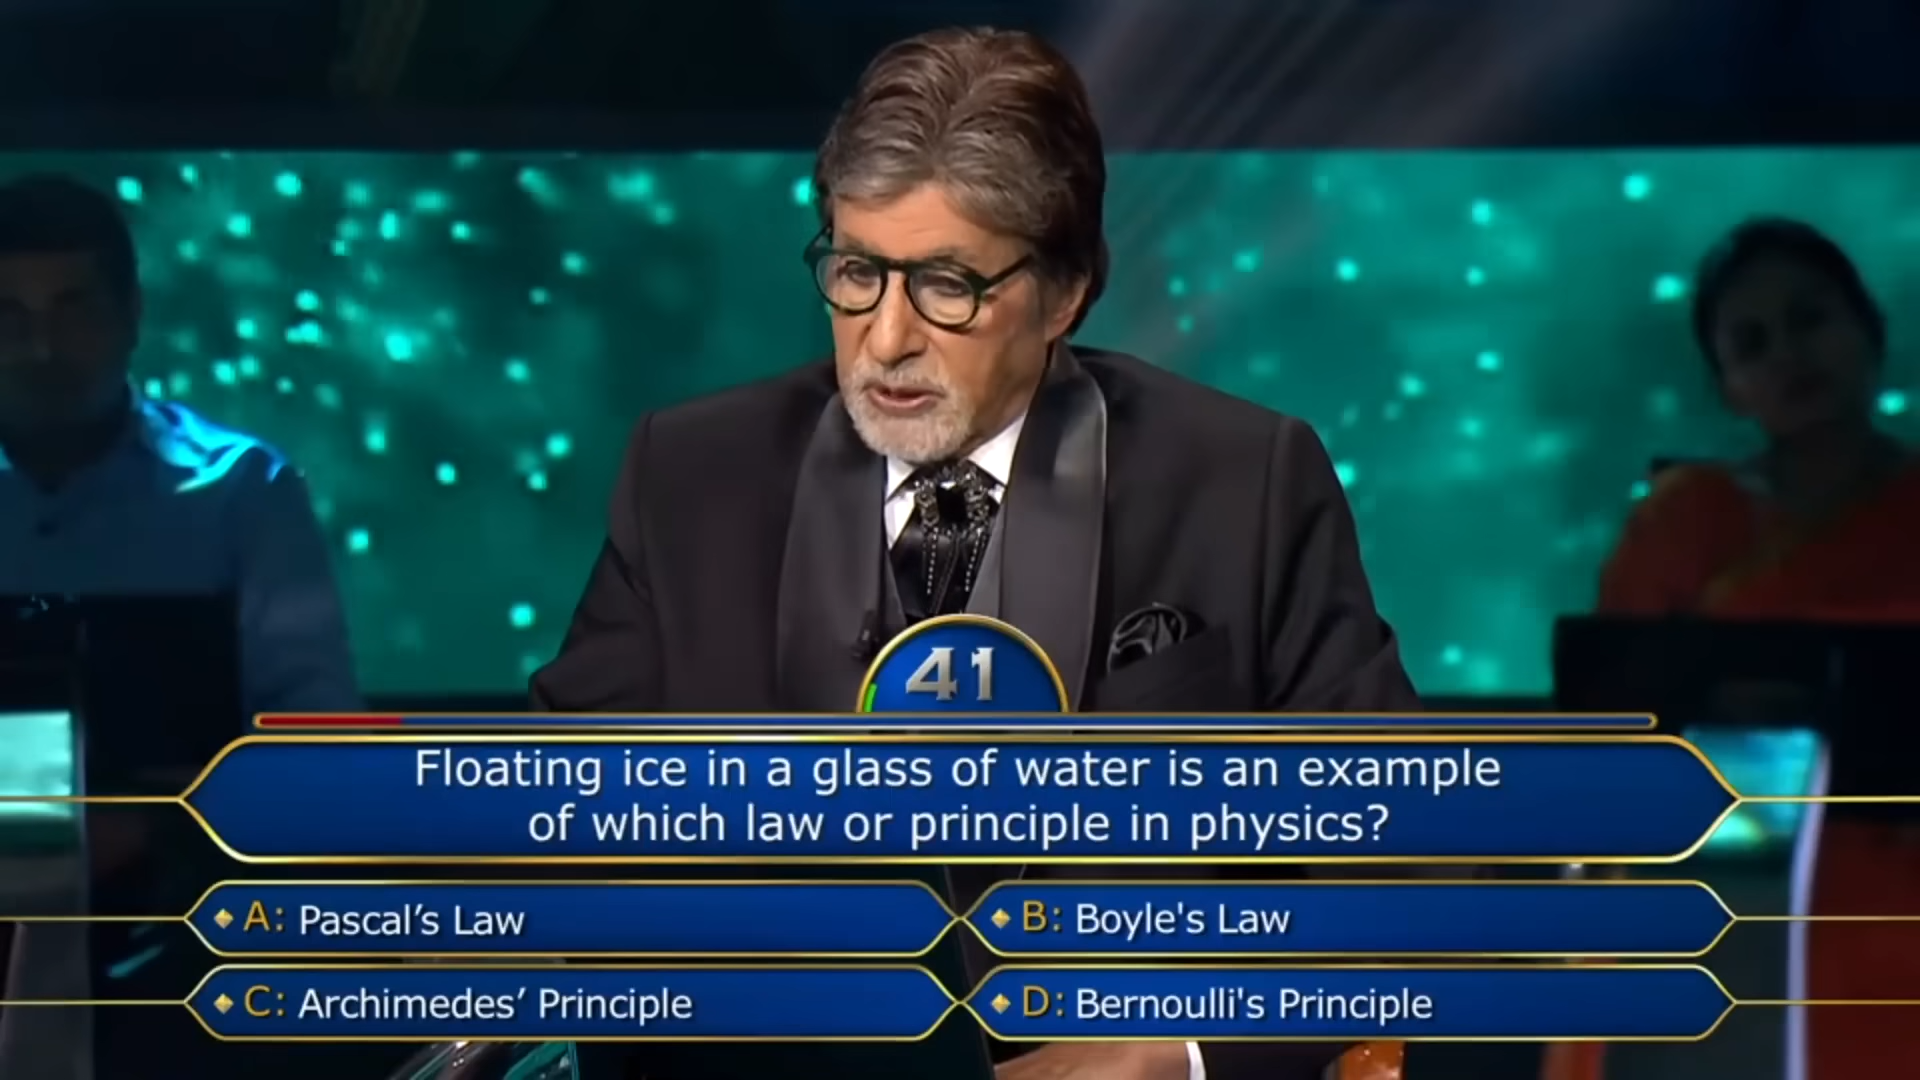 41
Floating ice in a glass of water is an example
of which law or principle in physics?
A: Pascal’s Law
B: Boyle's Law
C: Archimedes’ Principle
D: Bernoulli's Principle